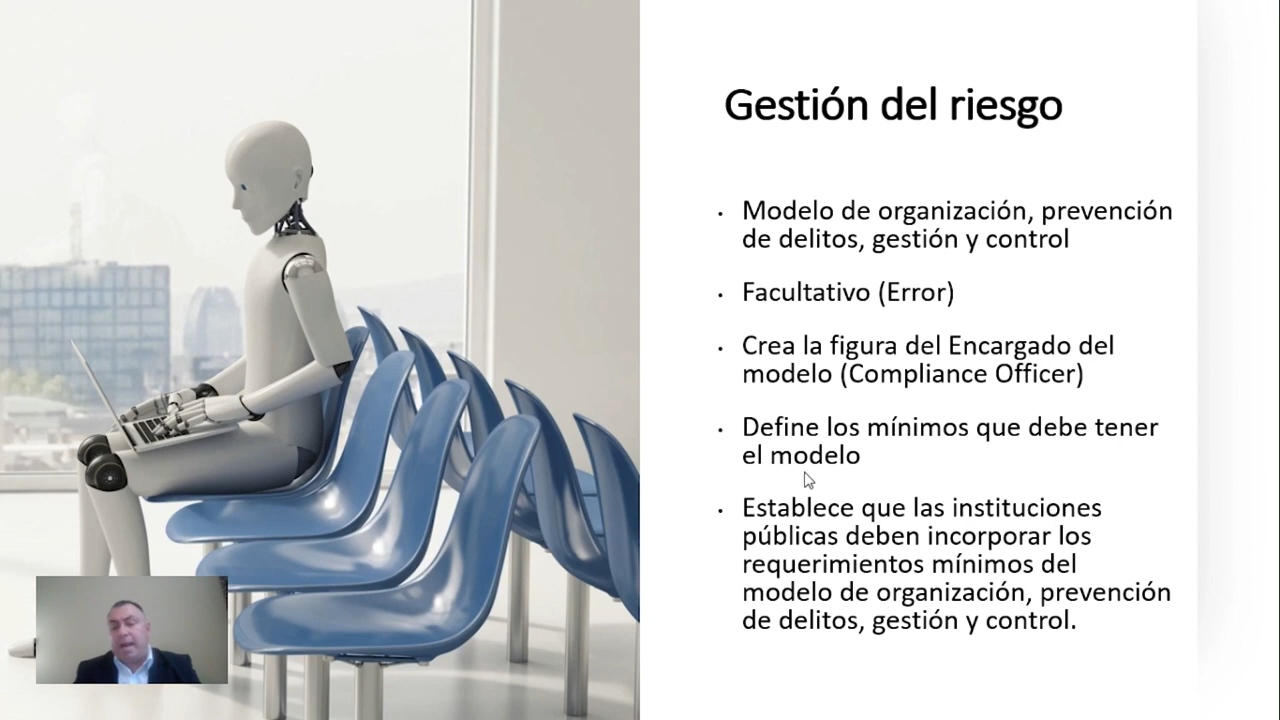 Gestión del riesgo
• Modelo de organización, prevención
de delitos, gestión y control
• Facultativo (Error)
• Crea la figura del Encargado del
modelo (Compliance Officer)
• Define los mínimos que debe tener
el modelo
• Establece que las instituciones
públicas deben incorporar los
requerimientos mínimos del
modelo de organización, prevención
de delitos, gestión y control.